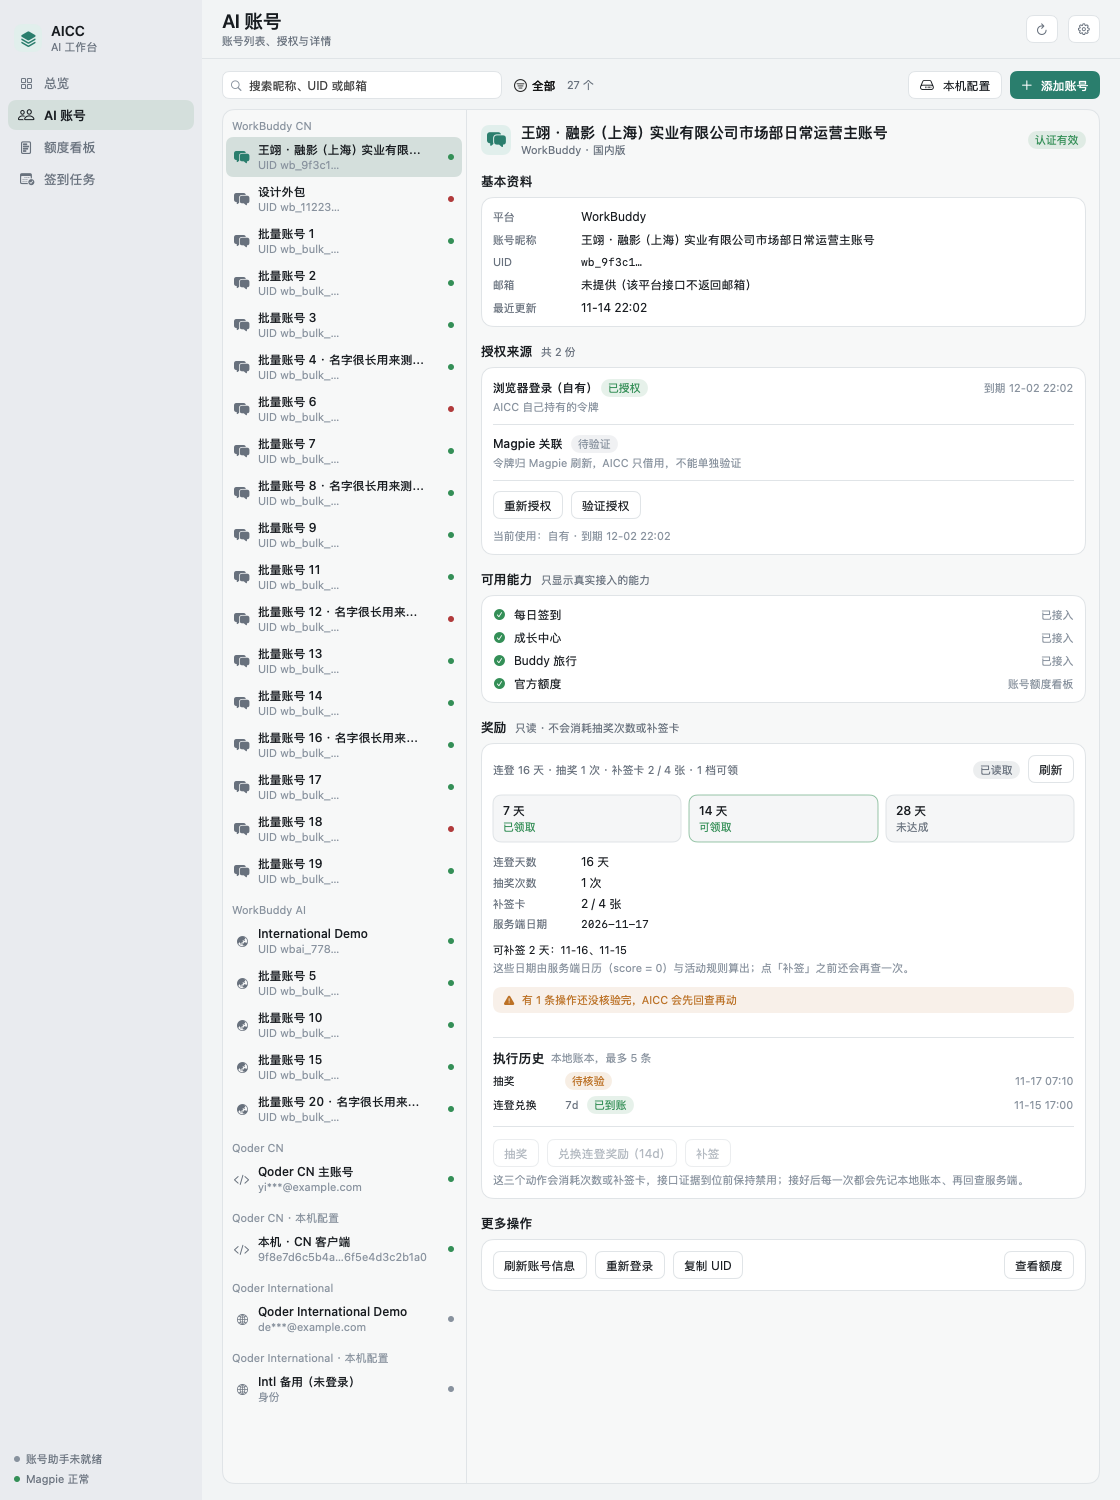 AICC
AI 工作台
总览
AI 账号
额度看板
签到任务
账号助手未就绪
Magpie 正常
AI 账号
账号列表、授权与详情
搜索昵称、UID 或邮箱
全部 27 个
本机配置
添加账号
WorkBuddy CN
王翊 · 融影（上海）实业有限...
UID wb_9f3c1...
设计外包
UID wb_11223...
批量账号 1
UID wb_bulk_...
批量账号 2
UID wb_bulk_...
批量账号 3
UID wb_bulk_...
批量账号 4 · 名字很长用来测...
UID wb_bulk_...
批量账号 6
UID wb_bulk_...
批量账号 7
UID wb_bulk_...
批量账号 8 · 名字很长用来测...
UID wb_bulk_...
批量账号 9
UID wb_bulk_...
批量账号 11
UID wb_bulk_...
批量账号 12 · 名字很长用来...
UID wb_bulk_...
批量账号 13
UID wb_bulk_...
批量账号 14
UID wb_bulk_...
批量账号 16 · 名字很长用来...
UID wb_bulk_...
批量账号 17
UID wb_bulk_...
批量账号 18
UID wb_bulk_...
批量账号 19
UID wb_bulk_...
WorkBuddy AI
International Demo
UID wbai_778...
批量账号 5
UID wb_bulk_...
批量账号 10
UID wb_bulk_...
批量账号 15
UID wb_bulk_...
批量账号 20 · 名字很长用来...
UID wb_bulk_...
Qoder CN
Qoder CN 主账号
yi***@example.com
Qoder CN · 本机配置
本机 · CN 客户端
9f8e7d6c5b4a...6f5e4d3c2b1a0
Qoder International
Qoder International Demo
de***@example.com
Qoder International · 本机配置
Intl 备用（未登录）
身份
王翊 · 融影（上海）实业有限公司市场部日常运营主账号
WorkBuddy · 国内版
认证有效
基本资料
平台 WorkBuddy
账号昵称 王翊 · 融影（上海）实业有限公司市场部日常运营主账号
UID wb_9f3c1…
邮箱 未提供（该平台接口不返回邮箱）
最近更新 11-14 22:02
授权来源 共 2 份
浏览器登录（自有） 已授权 到期 12-02 22:02
AICC 自己持有的令牌
Magpie 关联 待验证
令牌归 Magpie 刷新，AICC 只借用，不能单独验证
重新授权 验证授权
当前使用：自有 · 到期 12-02 22:02
可用能力 只显示真实接入的能力
每日签到 已接入
成长中心 已接入
Buddy 旅行 已接入
官方额度 账号额度看板
奖励 只读 · 不会消耗抽奖次数或补签卡
连登 16 天 · 抽奖 1 次 · 补签卡 2 / 4 张 · 1 档可领 已读取 刷新
7 天
已领取
14 天
可领取
28 天
未达成
连登天数 16 天
抽奖次数 1 次
补签卡 2 / 4 张
服务端日期 2026-11-17
可补签 2 天：11-16、11-15
这些日期由服务端日历（score = 0）与活动规则算出；点「补签」之前还会再查一次。
有 1 条操作还没核验完，AICC 会先回查再动
执行历史 本地账本，最多 5 条
抽奖 待核验 11-17 07:10
连登兑换 7d 已到账 11-15 17:00
抽奖 兑换连登奖励 (14d) 补签
这三个动作会消耗次数或补签卡，接口证据到位前保持禁用；接好后每一次都会先记本地账本、再回查服务端。
更多操作
刷新账号信息 重新登录 复制 UID 查看额度